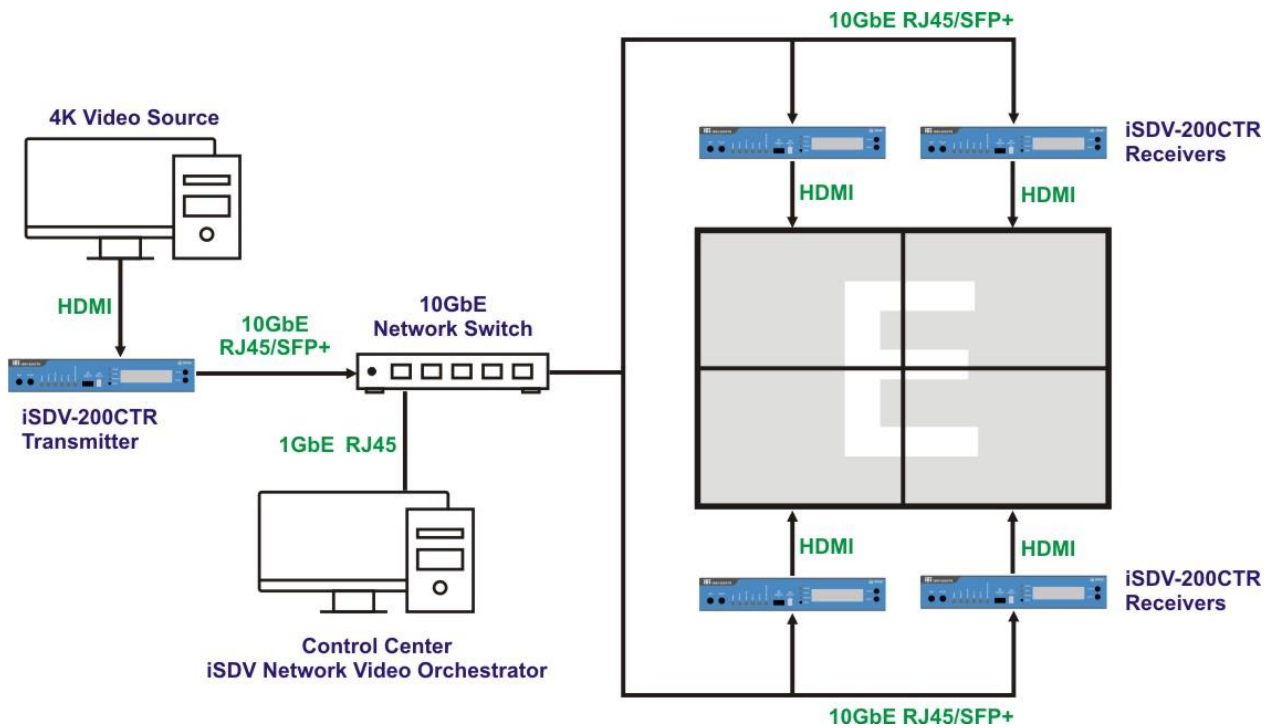 10GbE RJ45/SFP+
4K Video Source
iSDV-200CTR
Receivers
HDMI
HDMI
HDMI
10GbE
RJ45/SFP+
10GbE
Network Switch
iSDV-200CTR
Transmitter
1GbE RJ45
E
HDMI
HDMI
iSDV-200CTR
Receivers
Control Center
iSDV Network Video Orchestrator
10GbE RJ45/SFP+